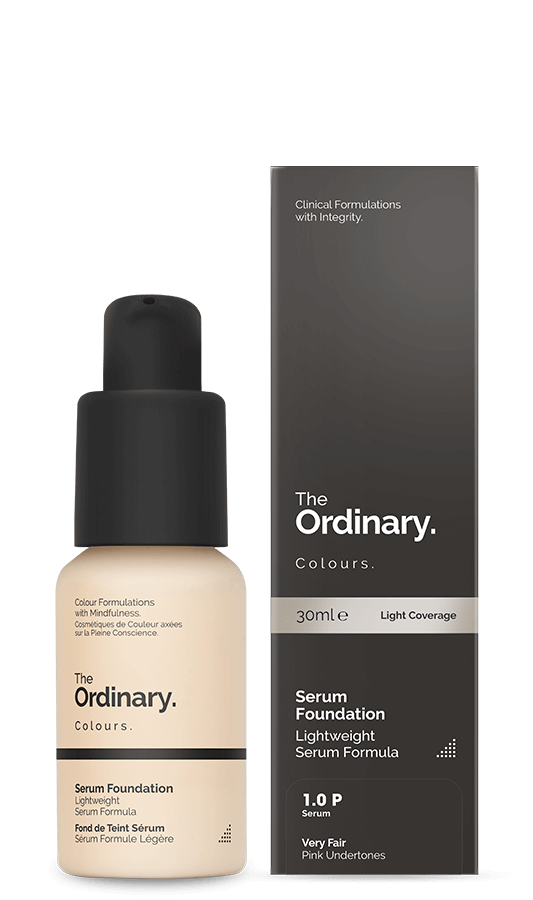 Clinical Formulations
with Integrity.
The
Ordinary.
Colours.
30ml e
Light Coverage
Serum
Foundation
Lightweight
Serum Formula
1.0 P
Serum
Very Fair
Pink Undertones
Colour Formulations
with Mindfulness.
Cosmétiques de Couleur axées
sur la Pleine Conscience.
The
Ordinary.
Colours.
Serum Foundation
Lightweight
Serum Formula
Fond de Teint Sérum
Sérum Formule Légère